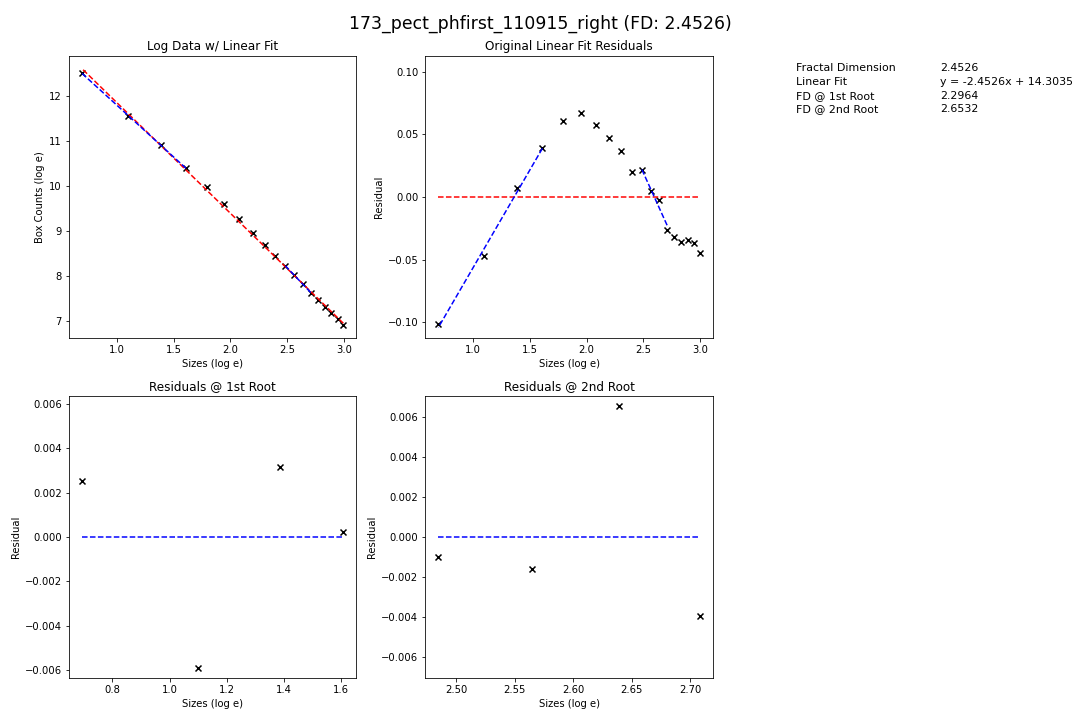 173_pect_phfirst_110915_right (FD: 2.4526)
Log Data w/ Linear Fit
12
11
10
9
8
7
Box Counts (log e)
1.0 1.5 2.0 2.5 3.0
Sizes (log e)
Original Linear Fit Residuals
0.10
0.05
0.00
−0.05
−0.10
Residual
1.0 1.5 2.0 2.5 3.0
Sizes (log e)
Fractal Dimension 2.4526
Linear Fit y = -2.4526x + 14.3035
FD @ 1st Root 2.2964
FD @ 2nd Root 2.6532
Residuals @ 1st Root
0.006
0.004
0.002
0.000
−0.002
−0.004
−0.006
Residual
0.8 1.0 1.2 1.4 1.6
Sizes (log e)
Residuals @ 2nd Root
0.006
0.004
0.002
0.000
−0.002
−0.004
−0.006
Residual
2.50 2.55 2.60 2.65 2.70
Sizes (log e)